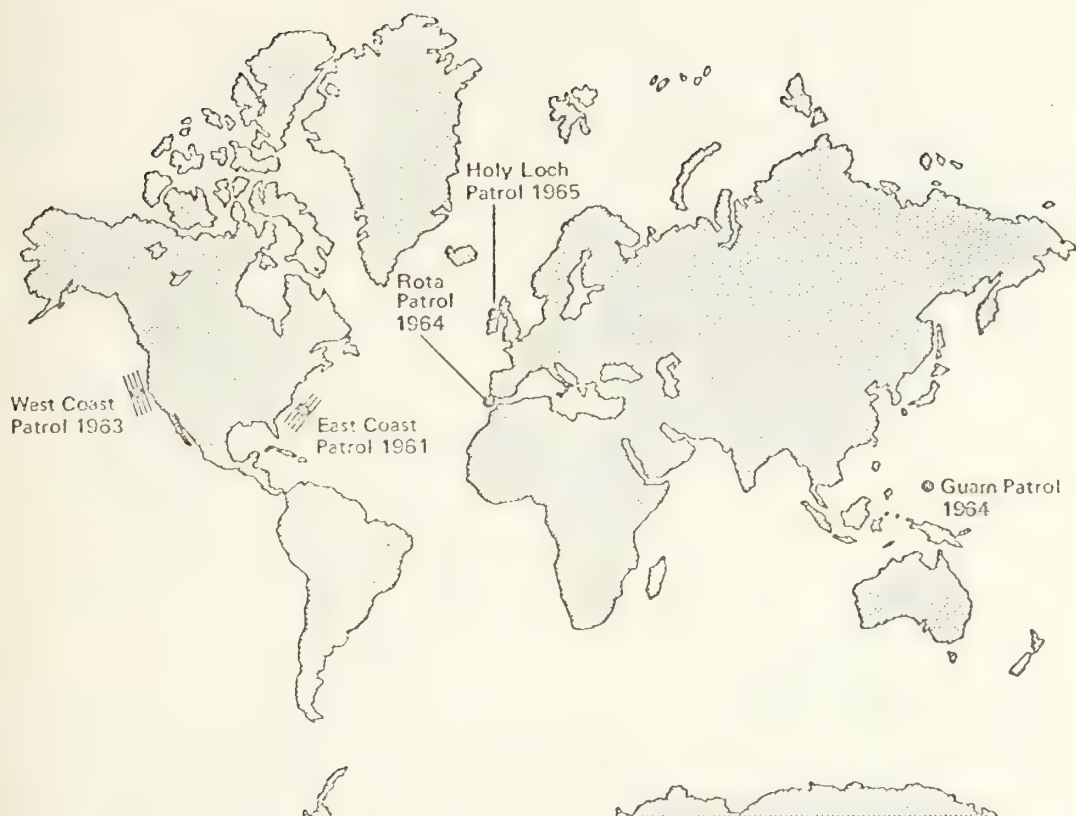 Holy Loch
Patrol 1965
Rota
Patrol
1964
West Coast
Patrol 1963
East Coast
Patrol 1961
Guam Patrol
1964